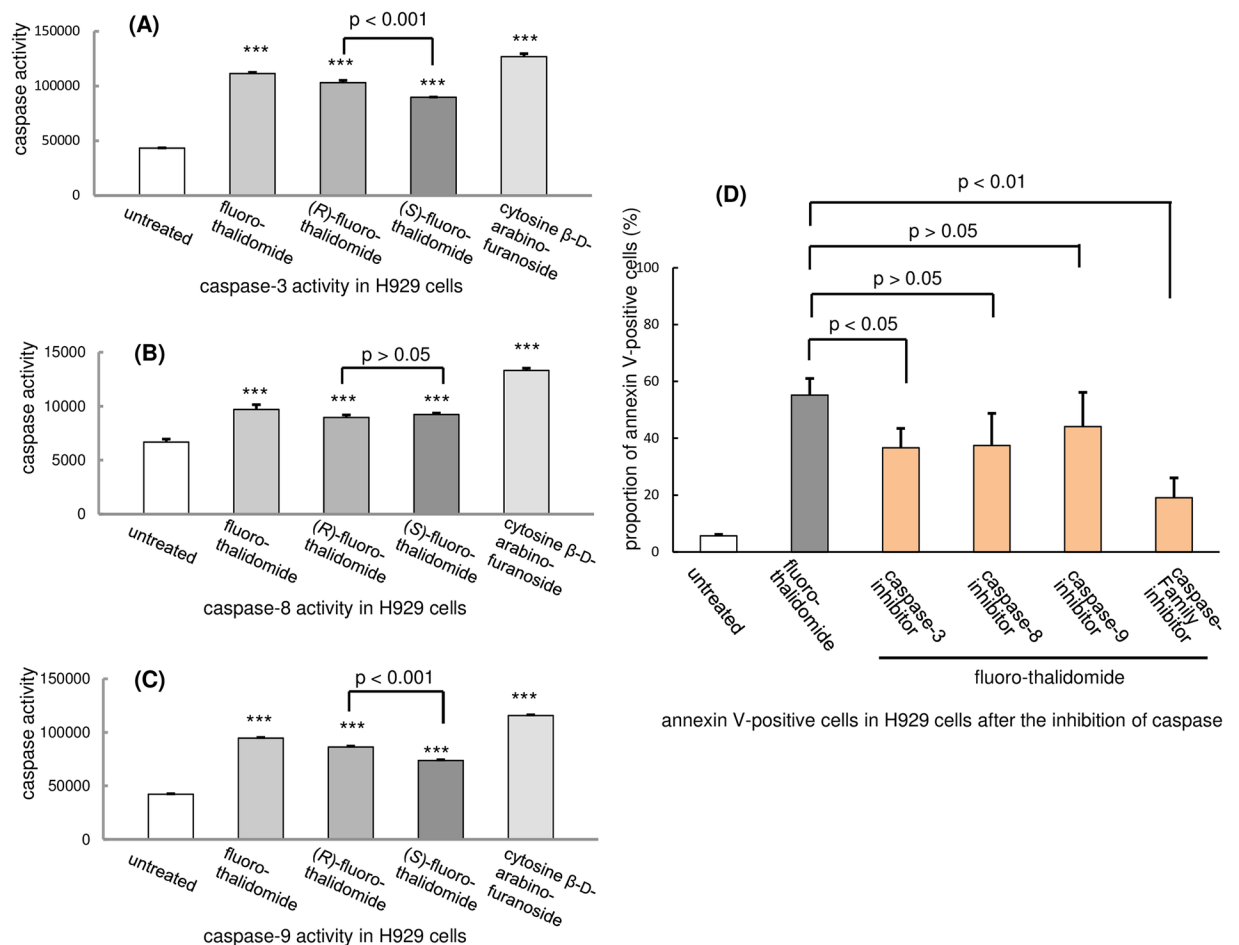 (A)
caspase activity
150000
100000
50000
0
p < 0.001
***
***
***
***
untreated
fluoro-
thalidomide
(R)-fluoro-
thalidomide
(S)-fluoro-
thalidomide
cytosine β-D-
arabino-
furanoside
caspase-3 activity in H929 cells
(B)
caspase activity
15000
10000
5000
0
p > 0.05
***
***
***
***
untreated
fluoro-
thalidomide
(R)-fluoro-
thalidomide
(S)-fluoro-
thalidomide
cytosine β-D-
arabino-
furanoside
caspase-8 activity in H929 cells
(C)
caspase activity
150000
100000
50000
0
p < 0.001
***
***
***
***
untreated
fluoro-
thalidomide
(R)-fluoro-
thalidomide
(S)-fluoro-
thalidomide
cytosine β-D-
arabino-
furanoside
caspase-9 activity in H929 cells
(D)
proportion of annexin V-positive cells (%)
100
80
60
40
20
0
p < 0.01
p > 0.05
p > 0.05
p < 0.05
untreated
fluoro-
thalidomide
caspase-3
inhibitor
caspase-8
inhibitor
caspase-9
inhibitor
caspase-
Family
inhibitor
fluoro-thalidomide
annexin V-positive cells in H929 cells after the inhibition of caspase